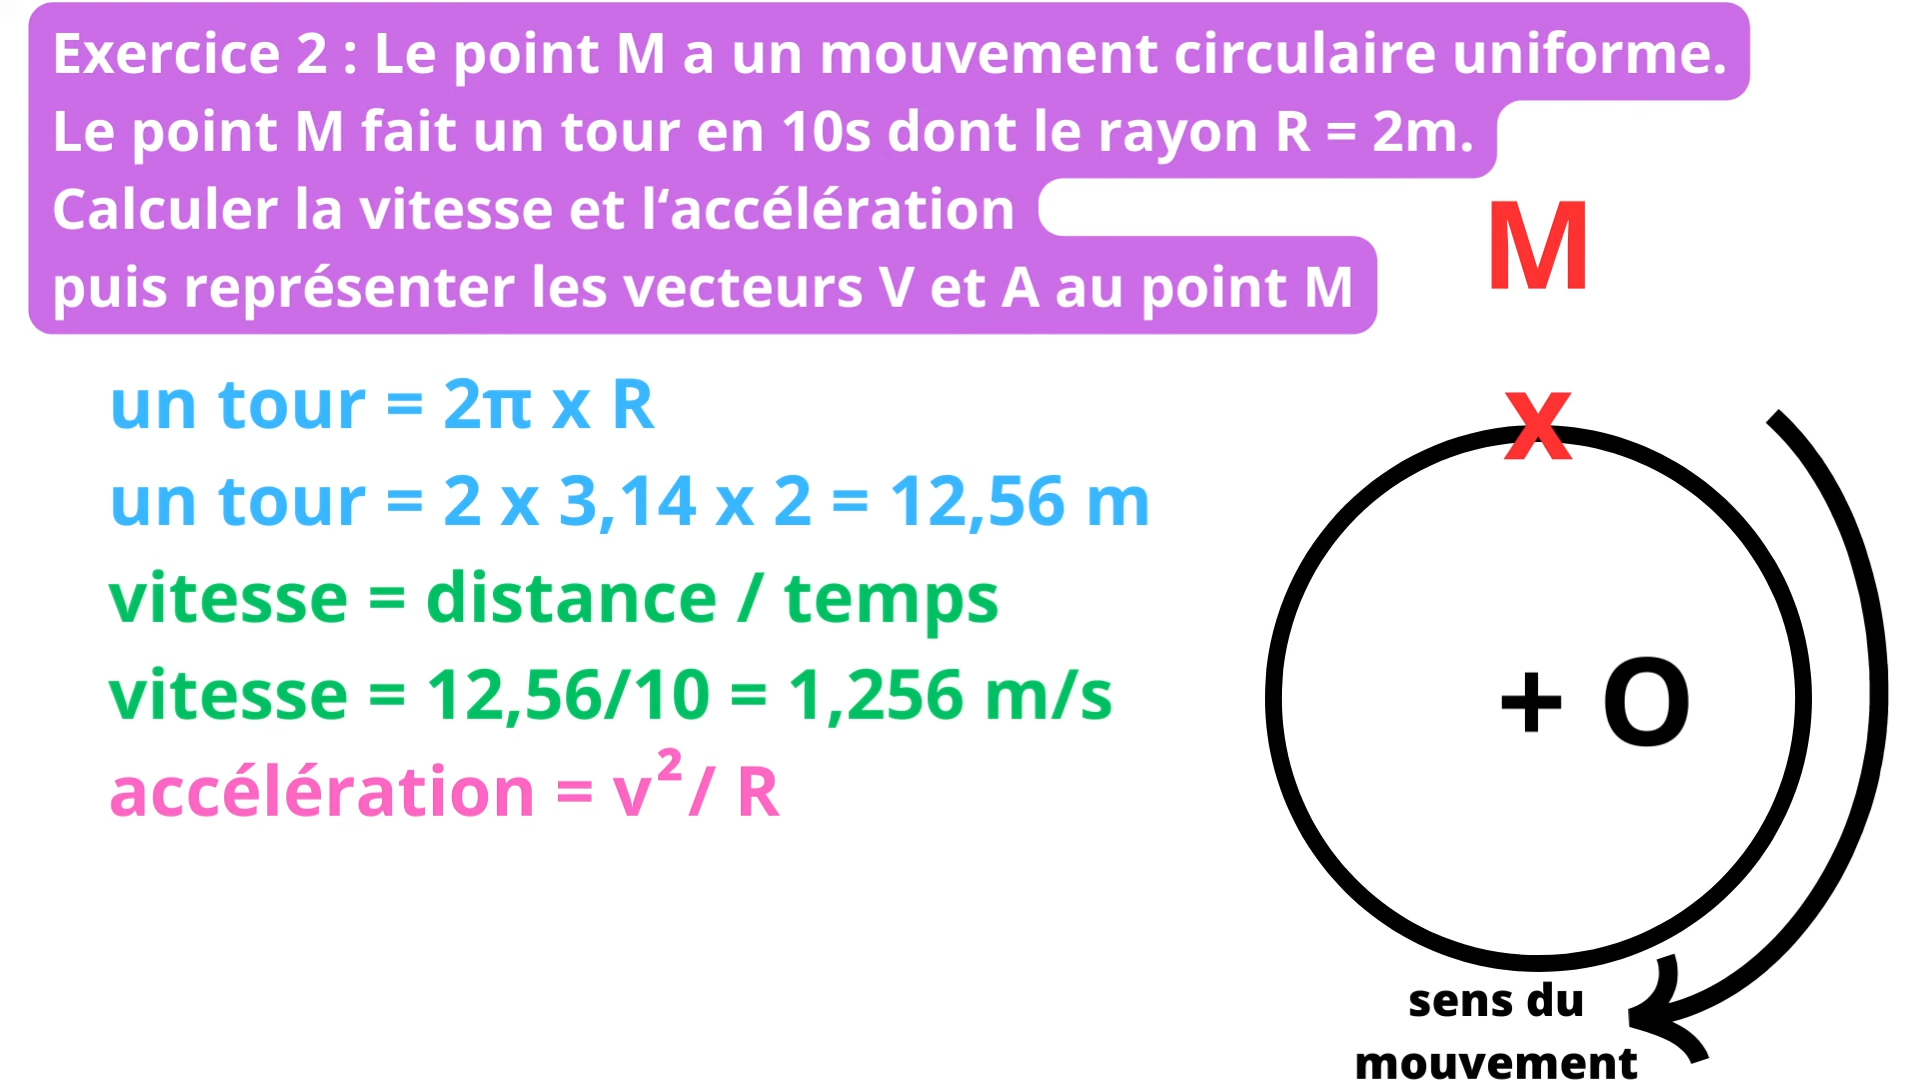 Exercice 2 : Le point M a un mouvement circulaire uniforme.
Le point M fait un tour en 10s dont le rayon R = 2m.
Calculer la vitesse et l‘accélération
puis représenter les vecteurs V et A au point M
M
un tour = 2π x R
x
un tour = 2 x 3,14 x 2 = 12,56 m
vitesse = distance / temps
vitesse = 12,56/10 = 1,256 m/s
+ O
accélération = v²/ R
sens du
mouvement